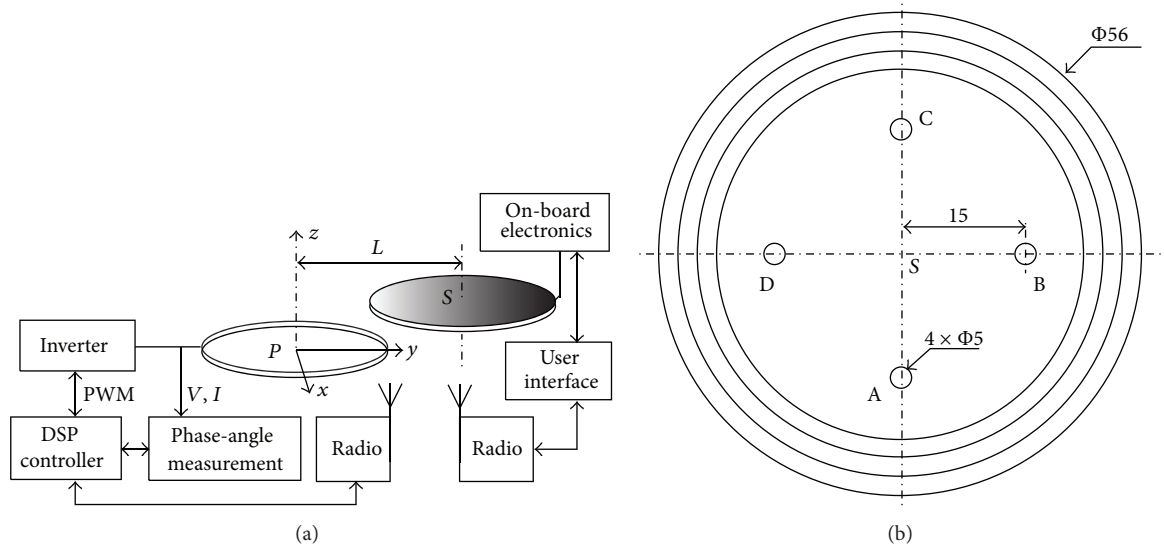 On-board
electronics
z
L
S
Inverter
P
y
x
User
interface
PWM
V, I
DSP
controller
Phase-angle
measurement
Radio
Radio
(a)
Φ56
C
15
D
S
B
4 × Φ5
A
(b)